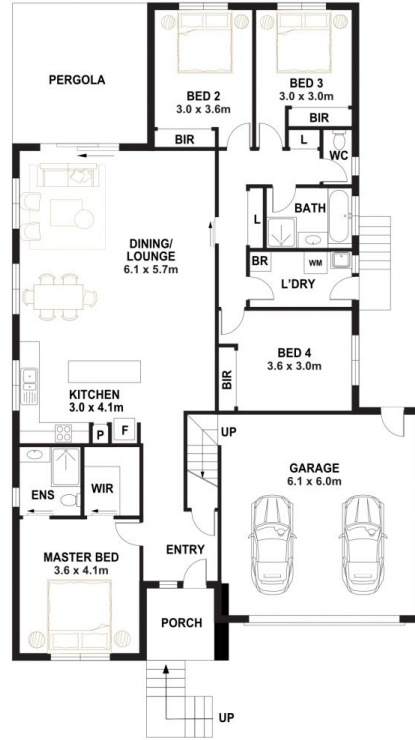 PERGOLA
BED 2
3.0 x 3.6m
BIR
BED 3
3.0 x 3.0m
BIR
L
WC
BATH
L
DINING/
LOUNGE
6.1 x 5.7m
BR
WM
L'DRY
BED 4
3.6 x 3.0m
BIR
KITCHEN
3.0 x 4.1m
P
F
UP
GARAGE
6.1 x 6.0m
ENS
WIR
ENTRY
MASTER BED
3.6 x 4.1m
PORCH
UP